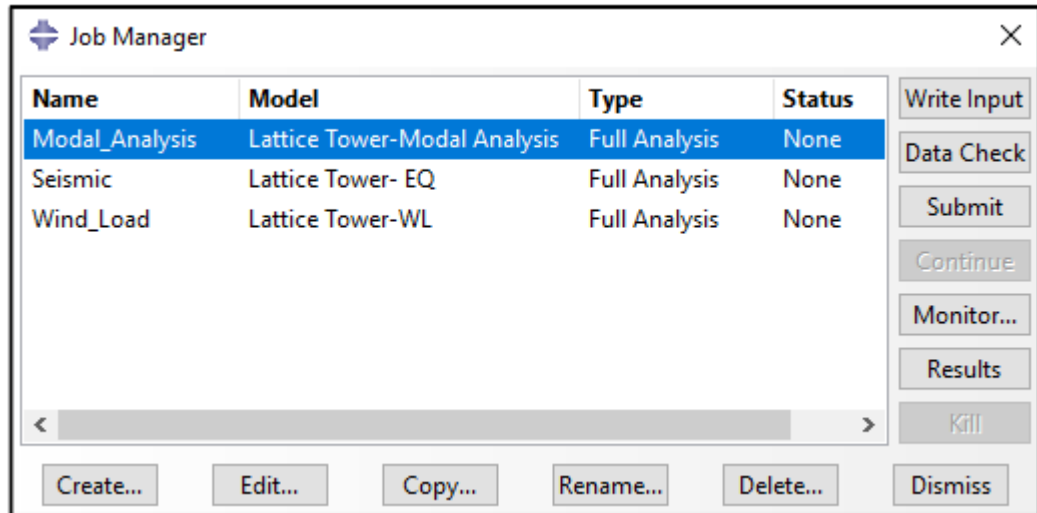 Job Manager
Name Model Type Status
Modal_Analysis Lattice Tower-Modal Analysis Full Analysis None
Seismic Lattice Tower- EQ Full Analysis None
Wind_Load Lattice Tower-WL Full Analysis None
Write Input
Data Check
Submit
Continue
Monitor...
Results
Kill
Create... Edit... Copy... Rename... Delete... Dismiss